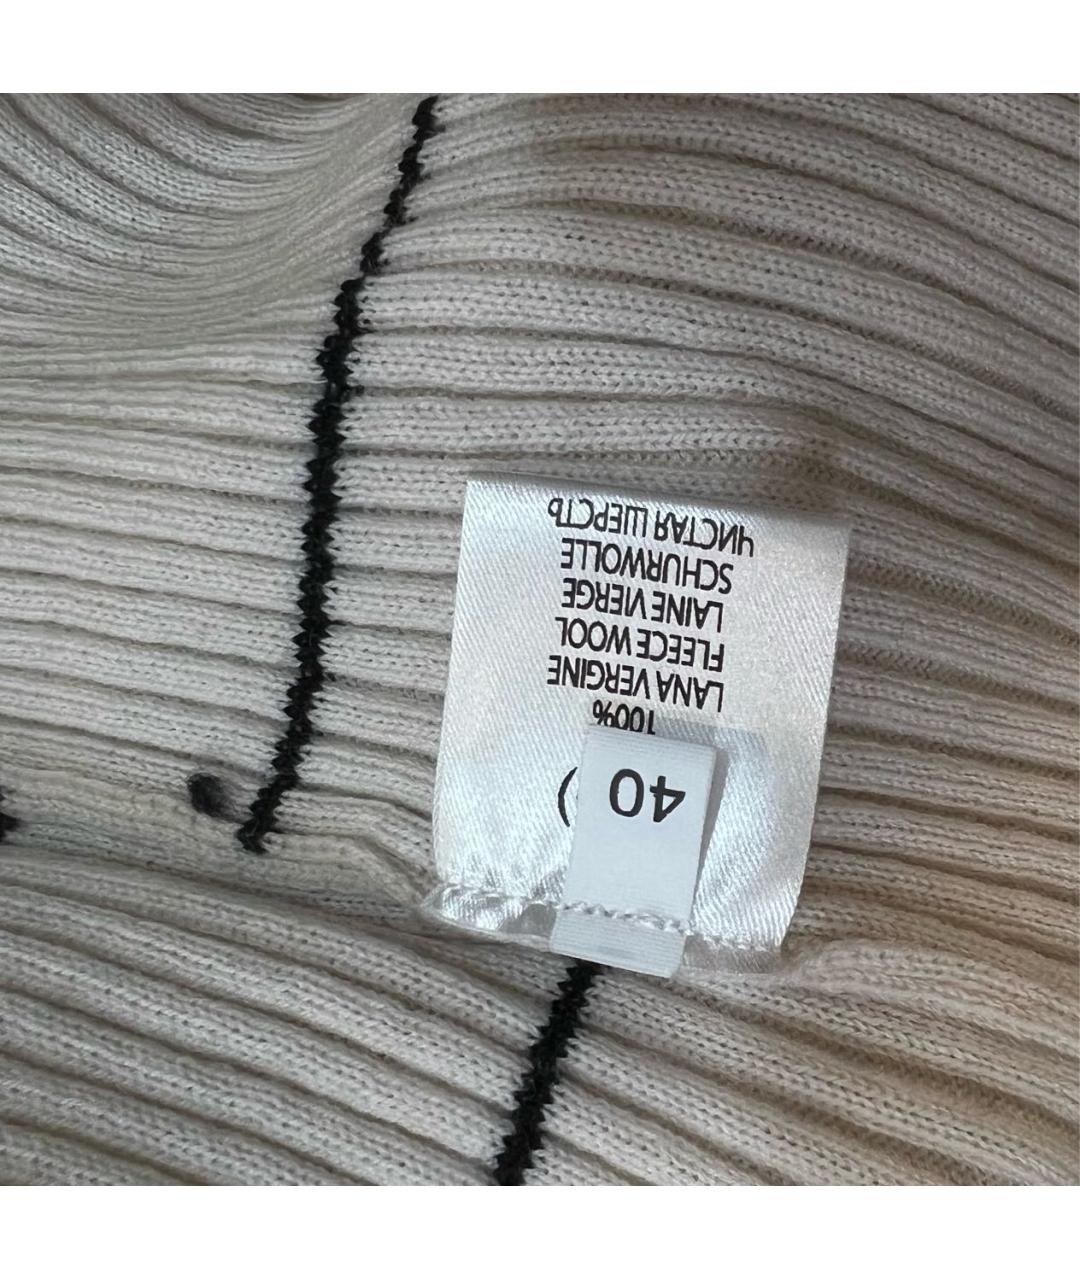 40
100%
LANA VERGINE
FLEECE WOOL
LAINE VIERGE
SCHURWOLLE
ЧИСТАЯ ШЕРСТЬ